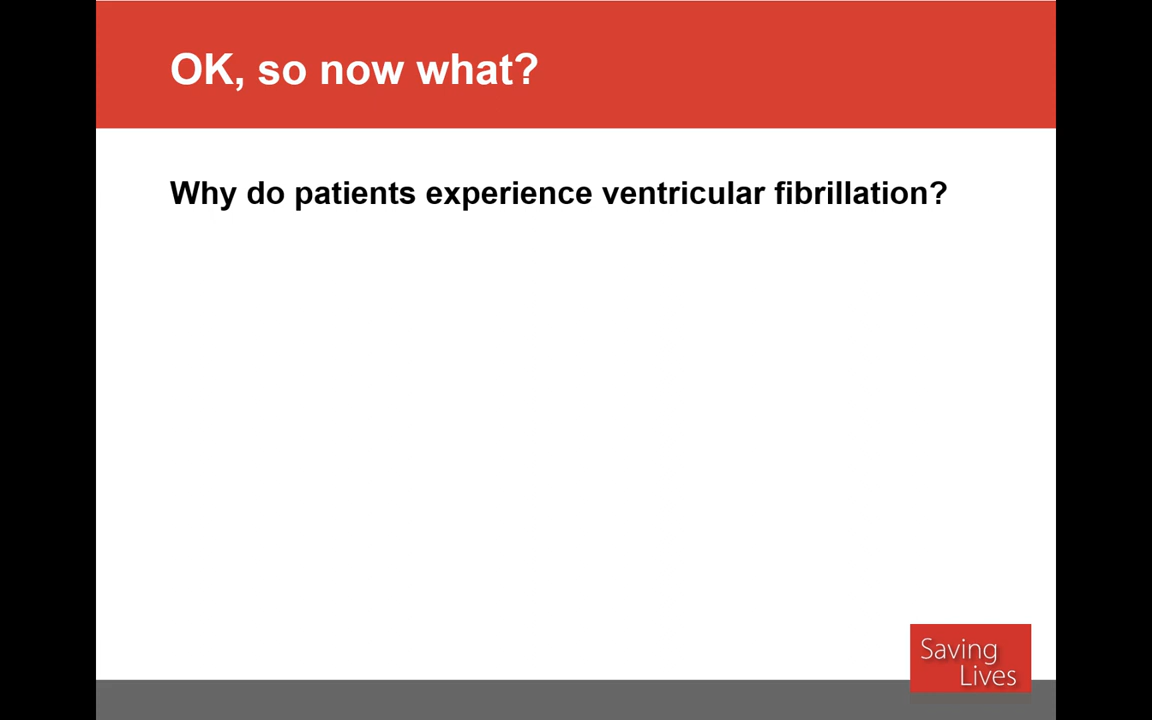 OK, so now what?
Why do patients experience ventricular fibrillation?
Saving
Lives